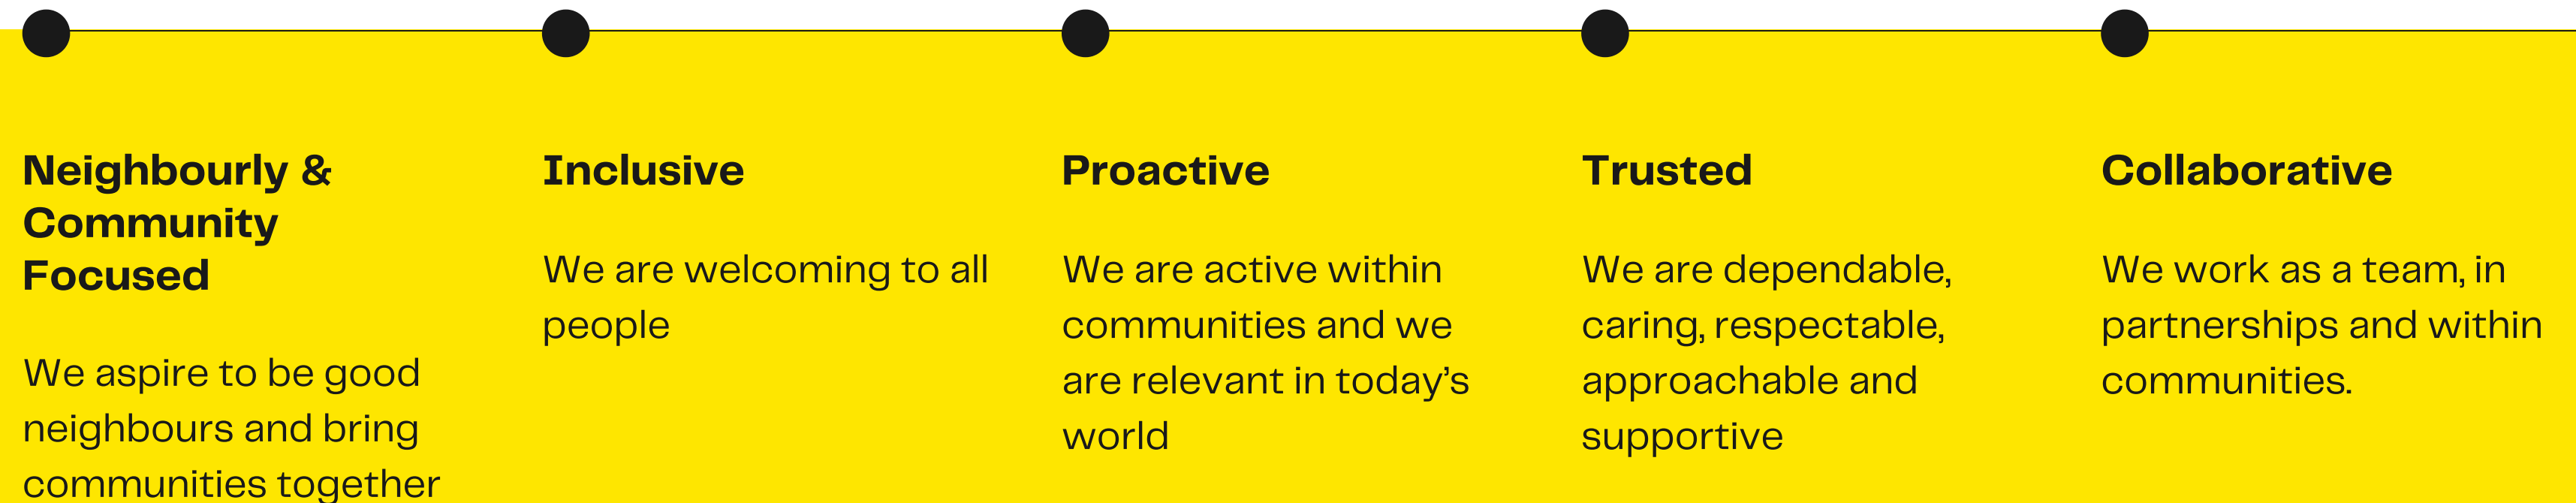 Neighbourly &
Community
Focused
We aspire to be good
neighbours and bring
communities together
Inclusive
We are welcoming to all
people
Proactive
We are active within
communities and we
are relevant in today’s
world
Trusted
We are dependable,
caring, respectable,
approachable and
supportive
Collaborative
We work as a team, in
partnerships and within
communities.